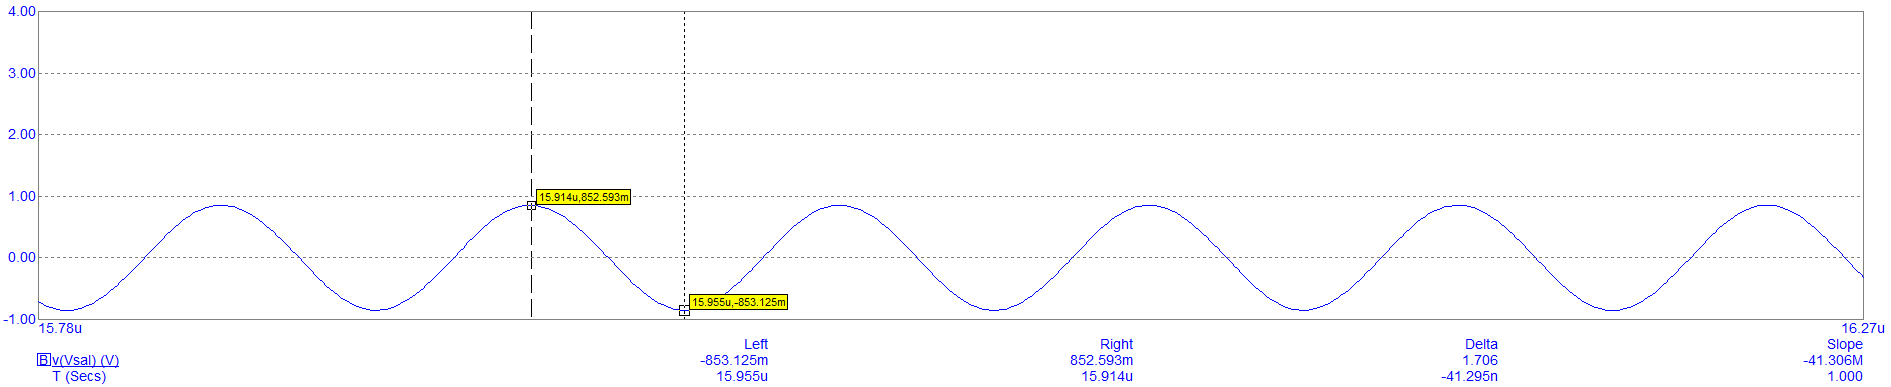 4.00
3.00
2.00
1.00
15.914u,852.593m
0.00
15.955u,-853.125m
-1.00
15.78u 16.27u
Left Right Delta Slope
B v(Vsal) (V) -853.125m 852.593m 1.706 -41.306M
T (Secs) 15.955u 15.914u -41.295n 1.000